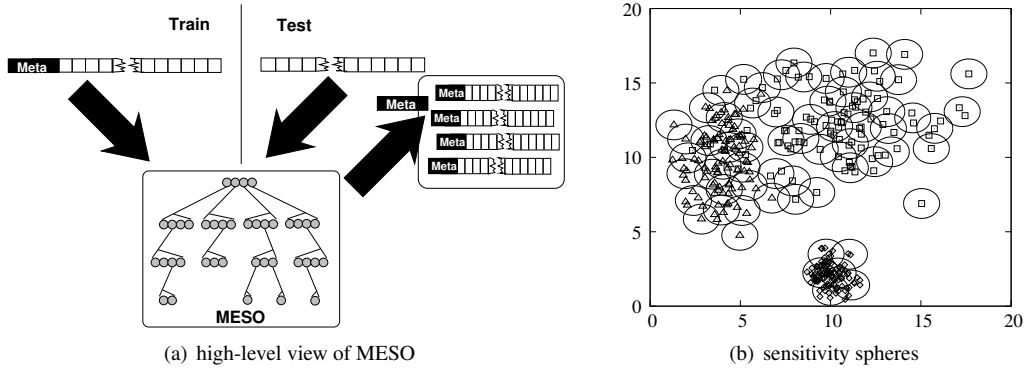 Train
Test
Meta
Meta
Meta
Meta
Meta
Meta
MESO
(a) high-level view of MESO
20
15
10
5
0
0 5 10 15 20
(b) sensitivity spheres